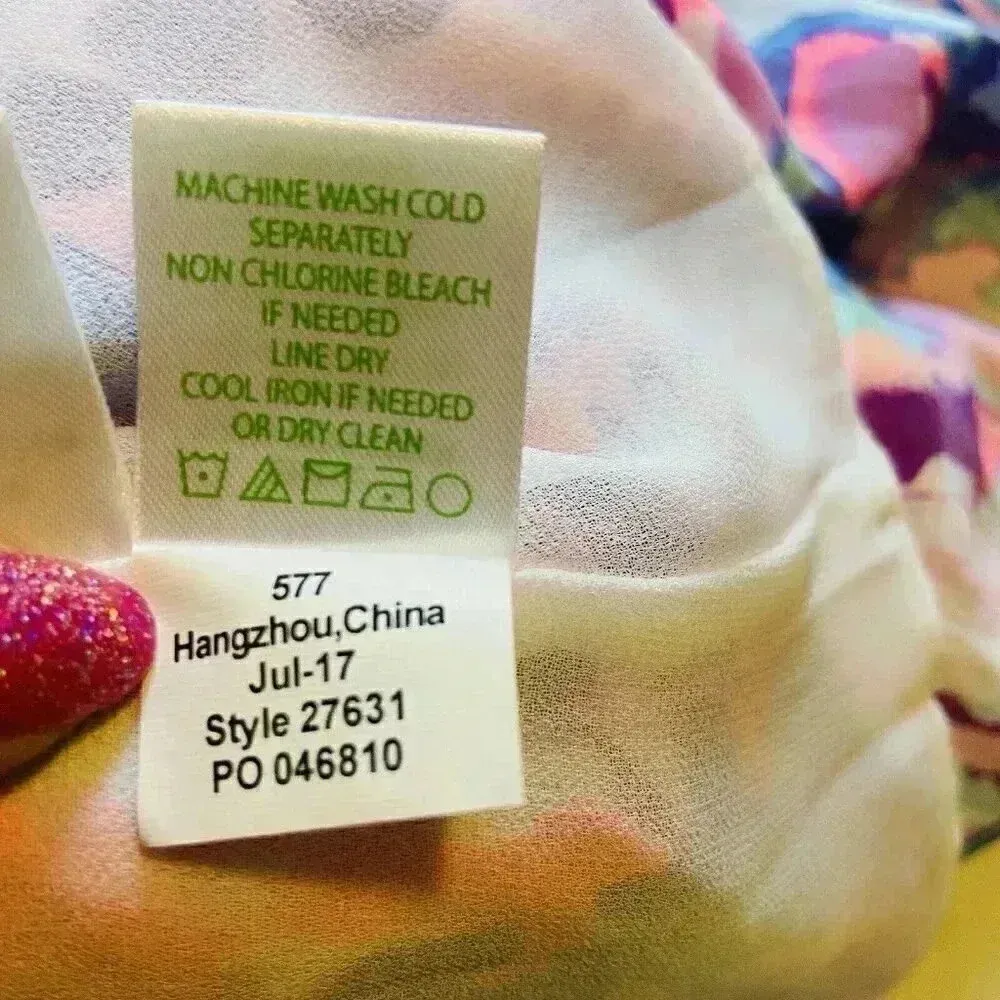 MACHINE WASH COLD
SEPARATELY
NON CHLORINE BLEACH
IF NEEDED
LINE DRY
COOL IRON IF NEEDED
OR DRY CLEAN
577
Hangzhou,China
Jul-17
Style 27631
PO 046810